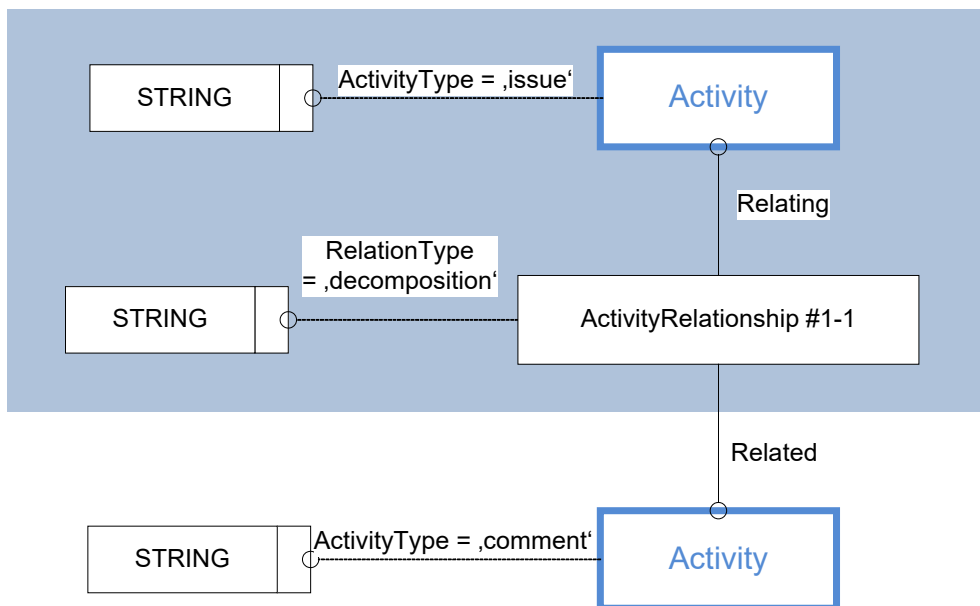 ActivityType = ‚issue‘
STRING
Activity
Relating
RelationType
= ‚decomposition‘
STRING
ActivityRelationship #1-1
Related
ActivityType = ‚comment‘
STRING
Activity